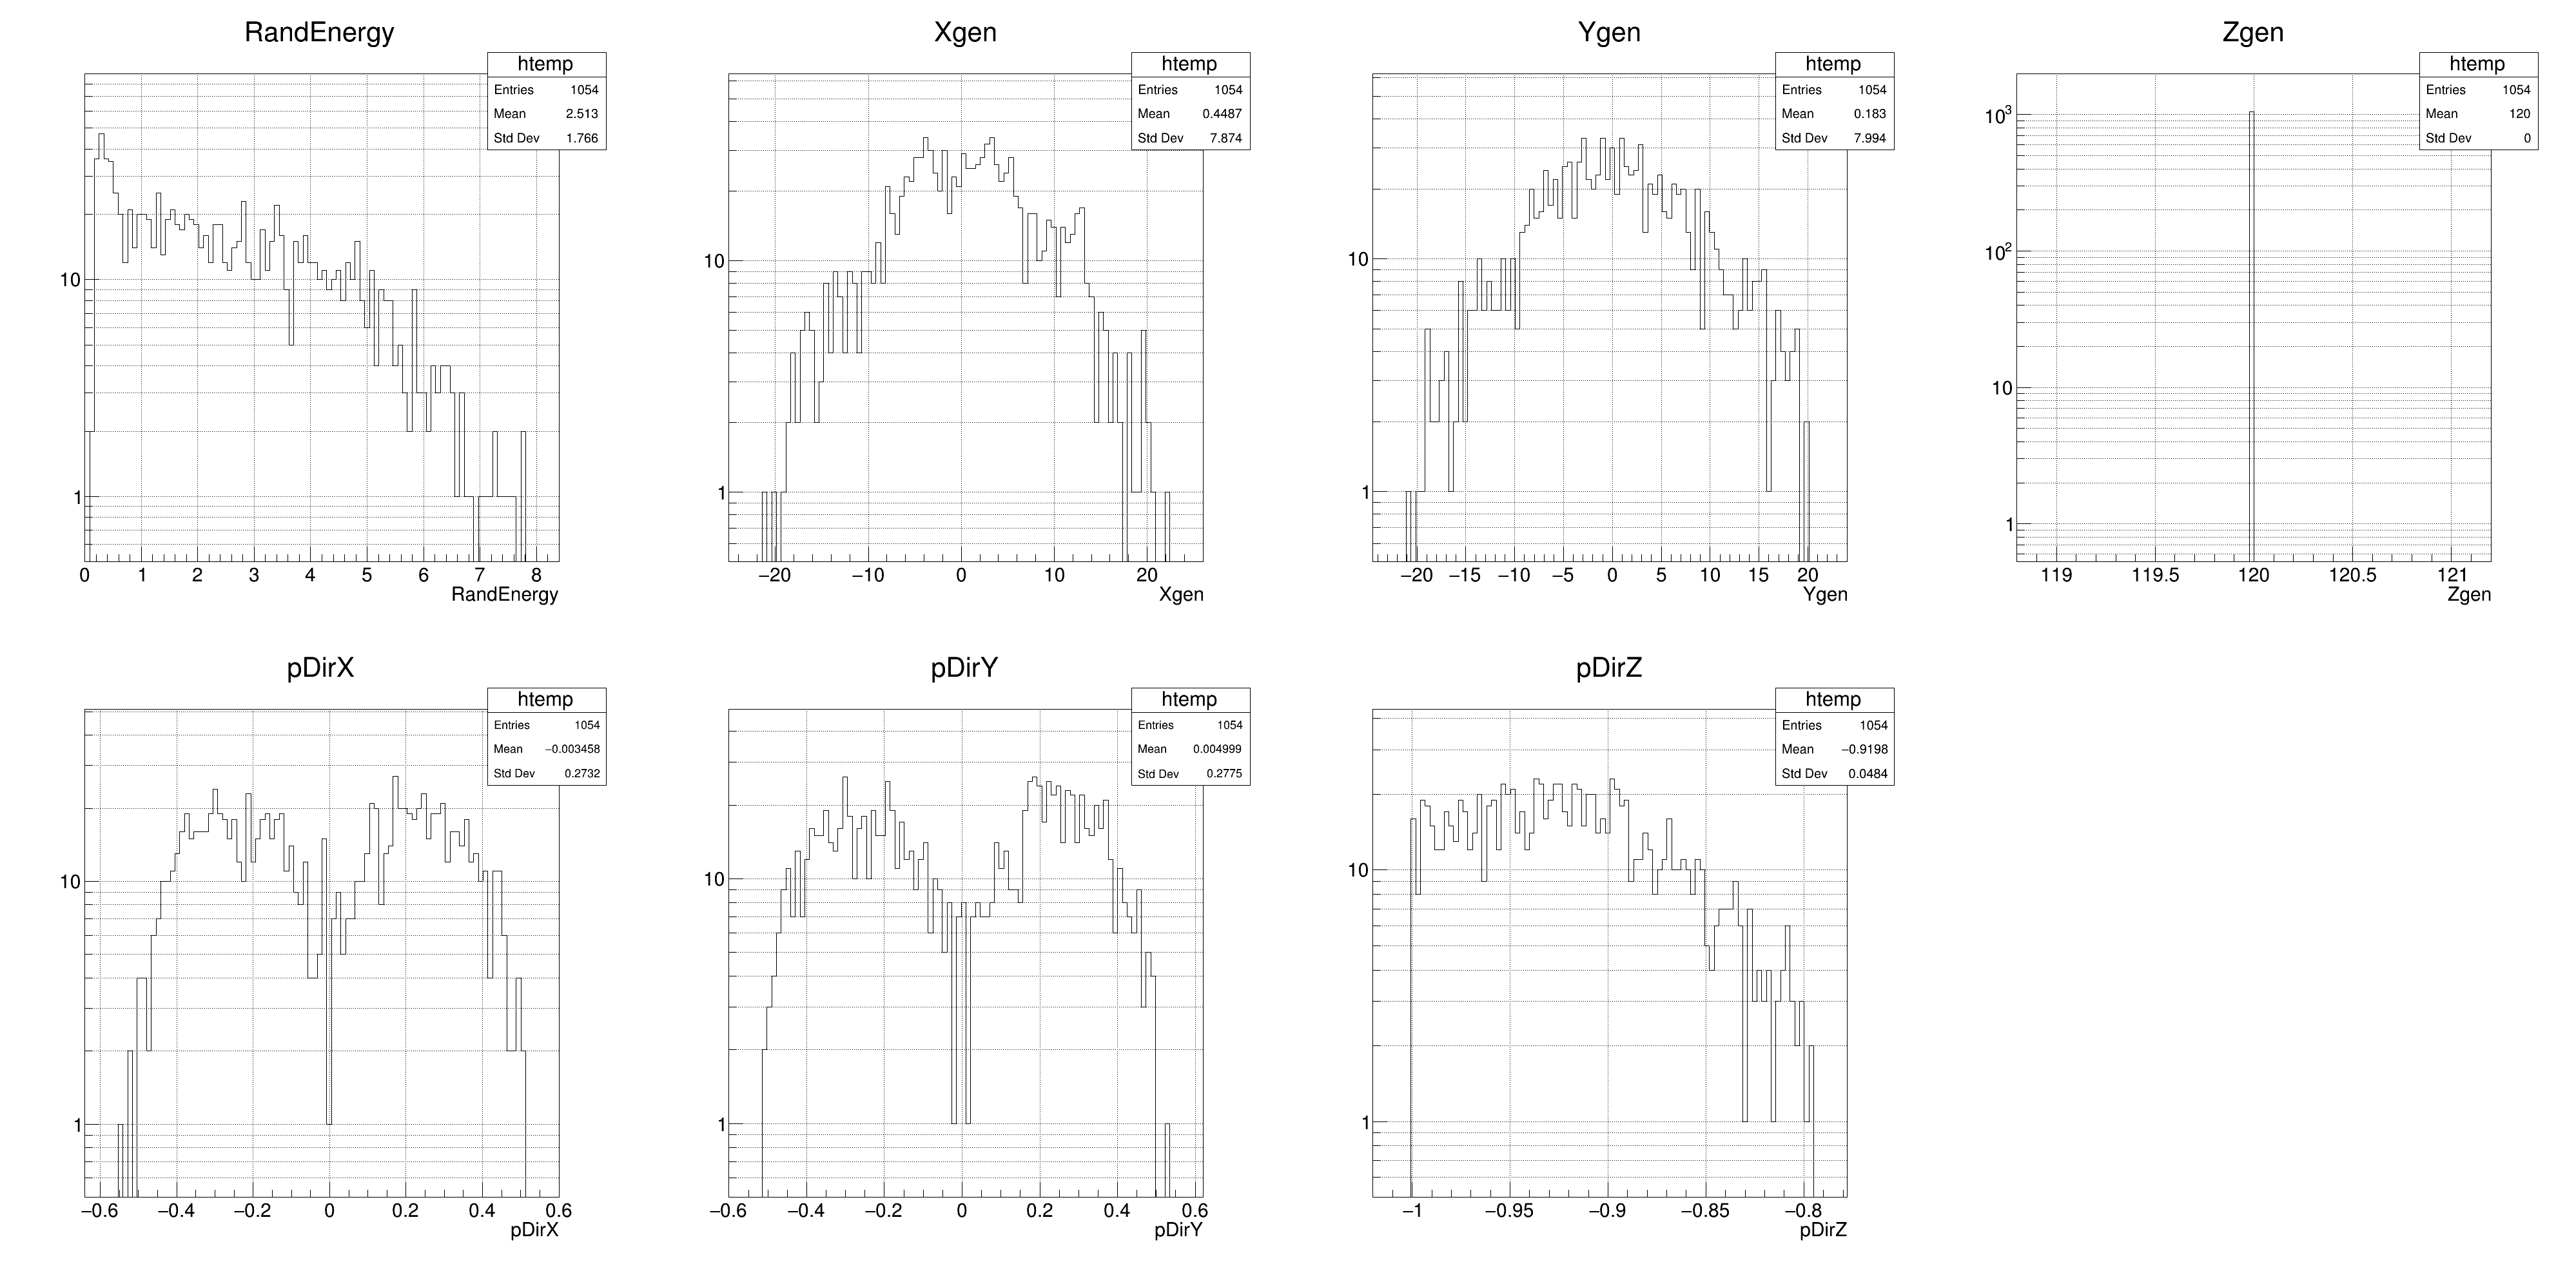 RandEnergy
htemp
Entries 1054
Mean 2.513
Std Dev 1.766
10
1
0 1 2 3 4 5 6 7 8
RandEnergy
Xgen
htemp
Entries 1054
Mean 0.4487
Std Dev 7.874
10
1
−20 −10 0 10 20
Xgen
Ygen
htemp
Entries 1054
Mean 0.183
Std Dev 7.994
10
1
−20 −15 −10 −5 0 5 10 15 20
Ygen
Zgen
htemp
Entries 1054
Mean 120
Std Dev 0
10³
10²
10
1
119 119.5 120 120.5 121
Zgen
pDirX
htemp
Entries 1054
Mean −0.003458
Std Dev 0.2732
10
1
−0.6 −0.4 −0.2 0 0.2 0.4 0.6
pDirX
pDirY
htemp
Entries 1054
Mean 0.004999
Std Dev 0.2775
10
1
−0.6 −0.4 −0.2 0 0.2 0.4 0.6
pDirY
pDirZ
htemp
Entries 1054
Mean −0.9198
Std Dev 0.0484
10
1
−1 −0.95 −0.9 −0.85 −0.8
pDirZ